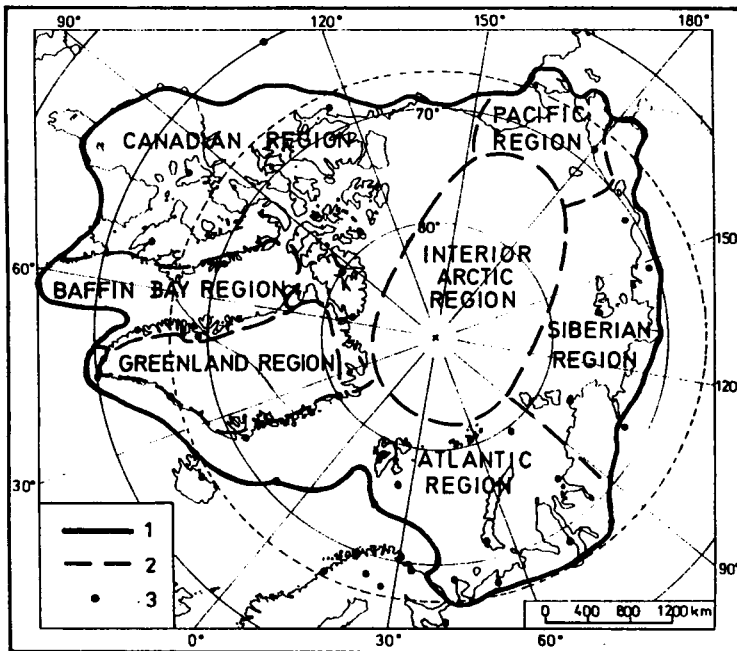 90°
120°
150°
180°
PACIFIC
REGION
70°
CANADIAN REGION
80°
150°
INTERIOR
ARCTIC
REGION
60°
BAFFIN BAY REGION
SIBERIAN
REGION
GREENLAND REGION
120°
ATLANTIC
REGION
30°
1
2
3
90°
0 400 800 1200 km
0°
30°
60°